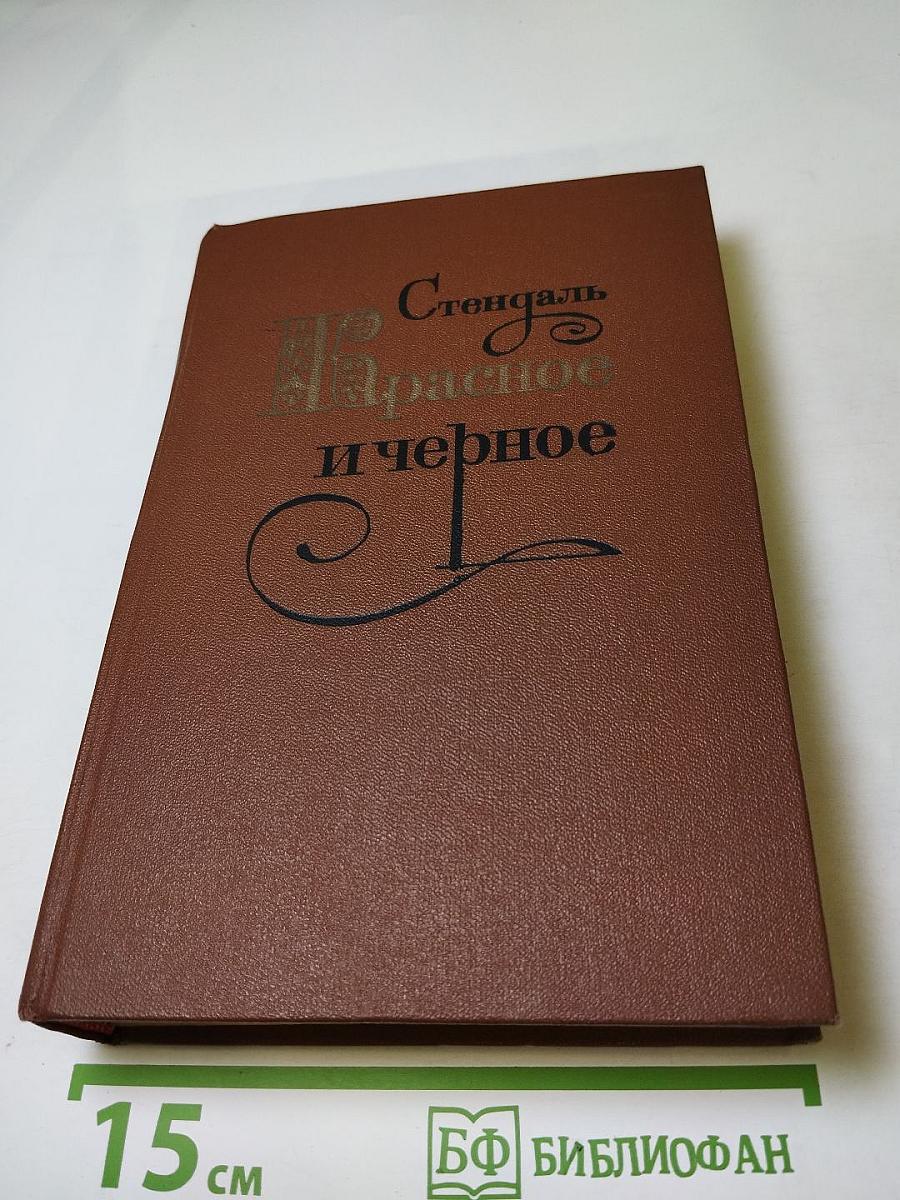 Стендаль
Красное
и черное
15 см
БФ БИБЛИОФАН